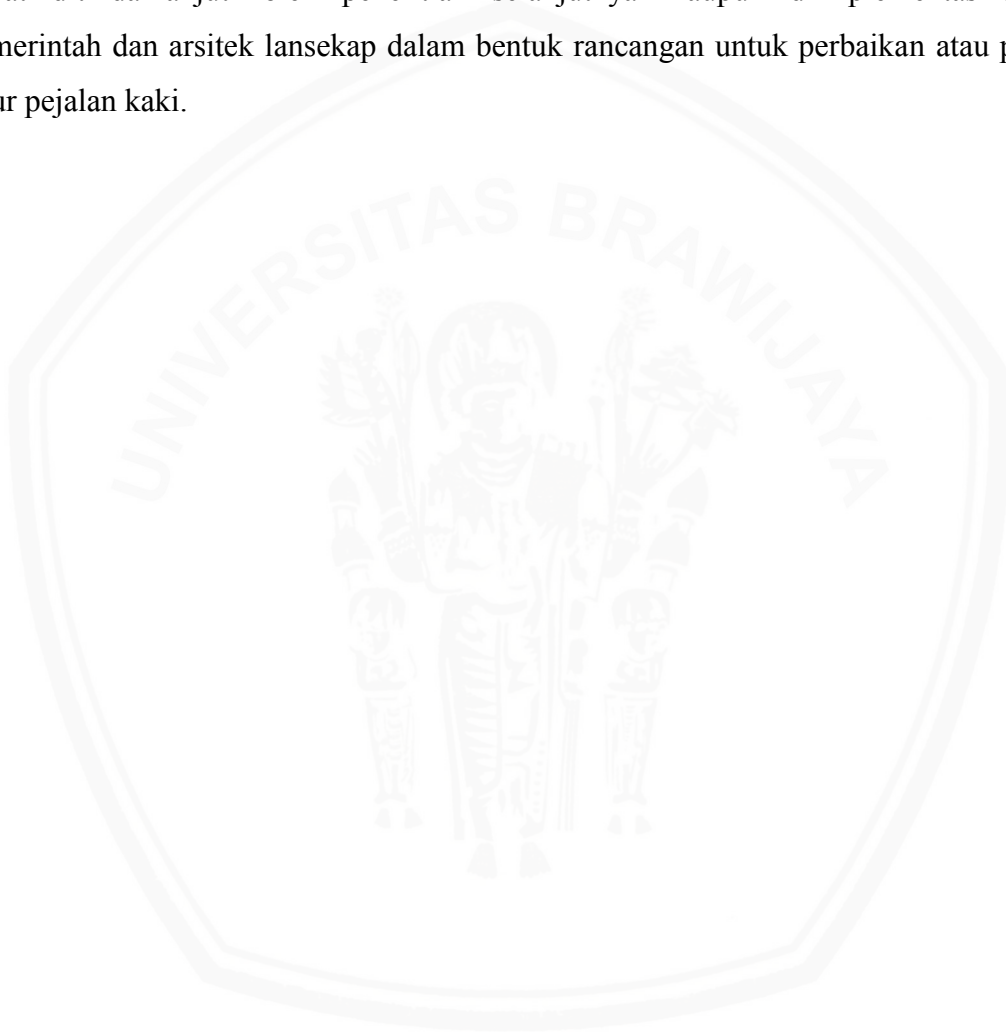 merintah dan arsitek lansekap dalam bentuk rancangan untuk perbaikan atau p
ur pejalan kaki.
UNIVERSITAS BRAWIJAYA